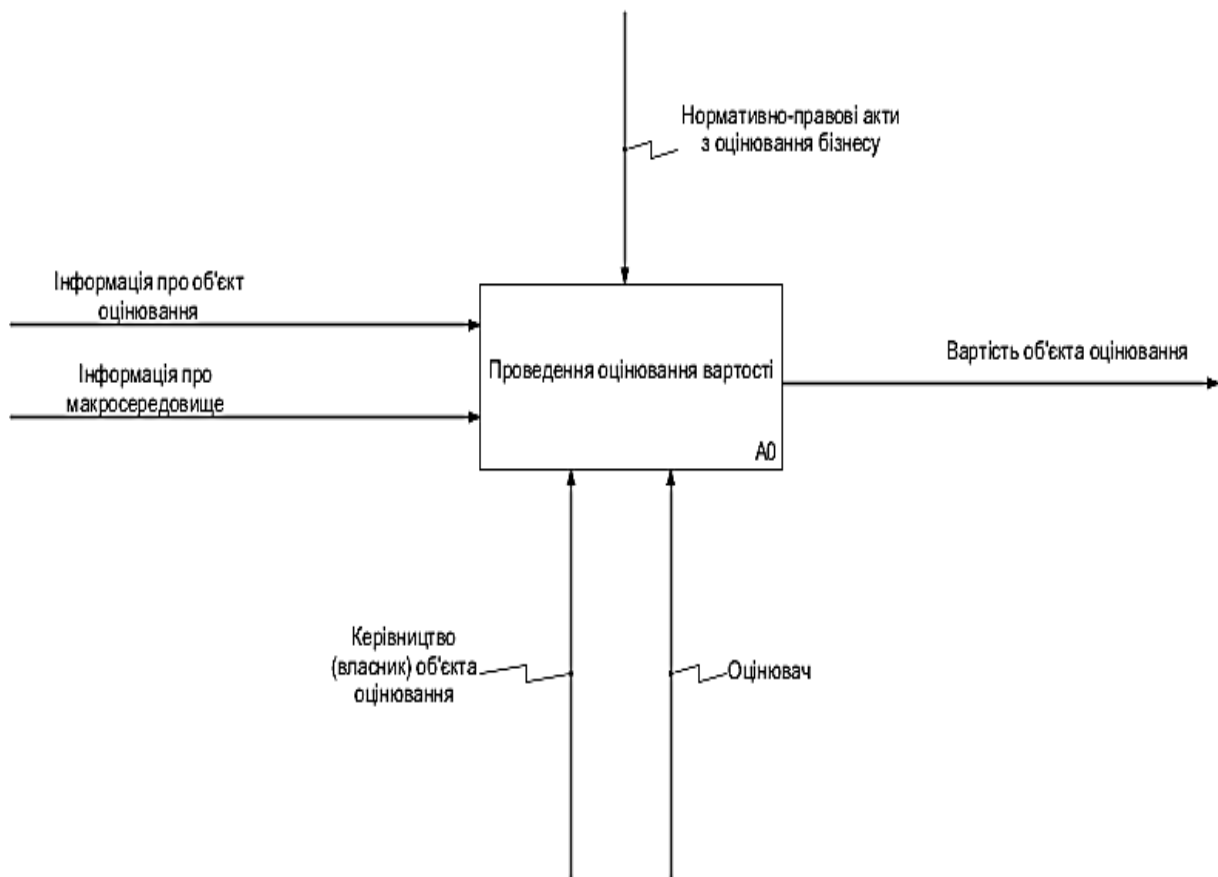 Нормативно-правові акти
з оцінювання бізнесу
Інформація про об'єкт
оцінювання
Інформація про
макросередовище
Проведення оцінювання вартості
A0
Вартість об'єкта оцінювання
Керівництво
(власник) об'єкта
оцінювання
Оцінювач